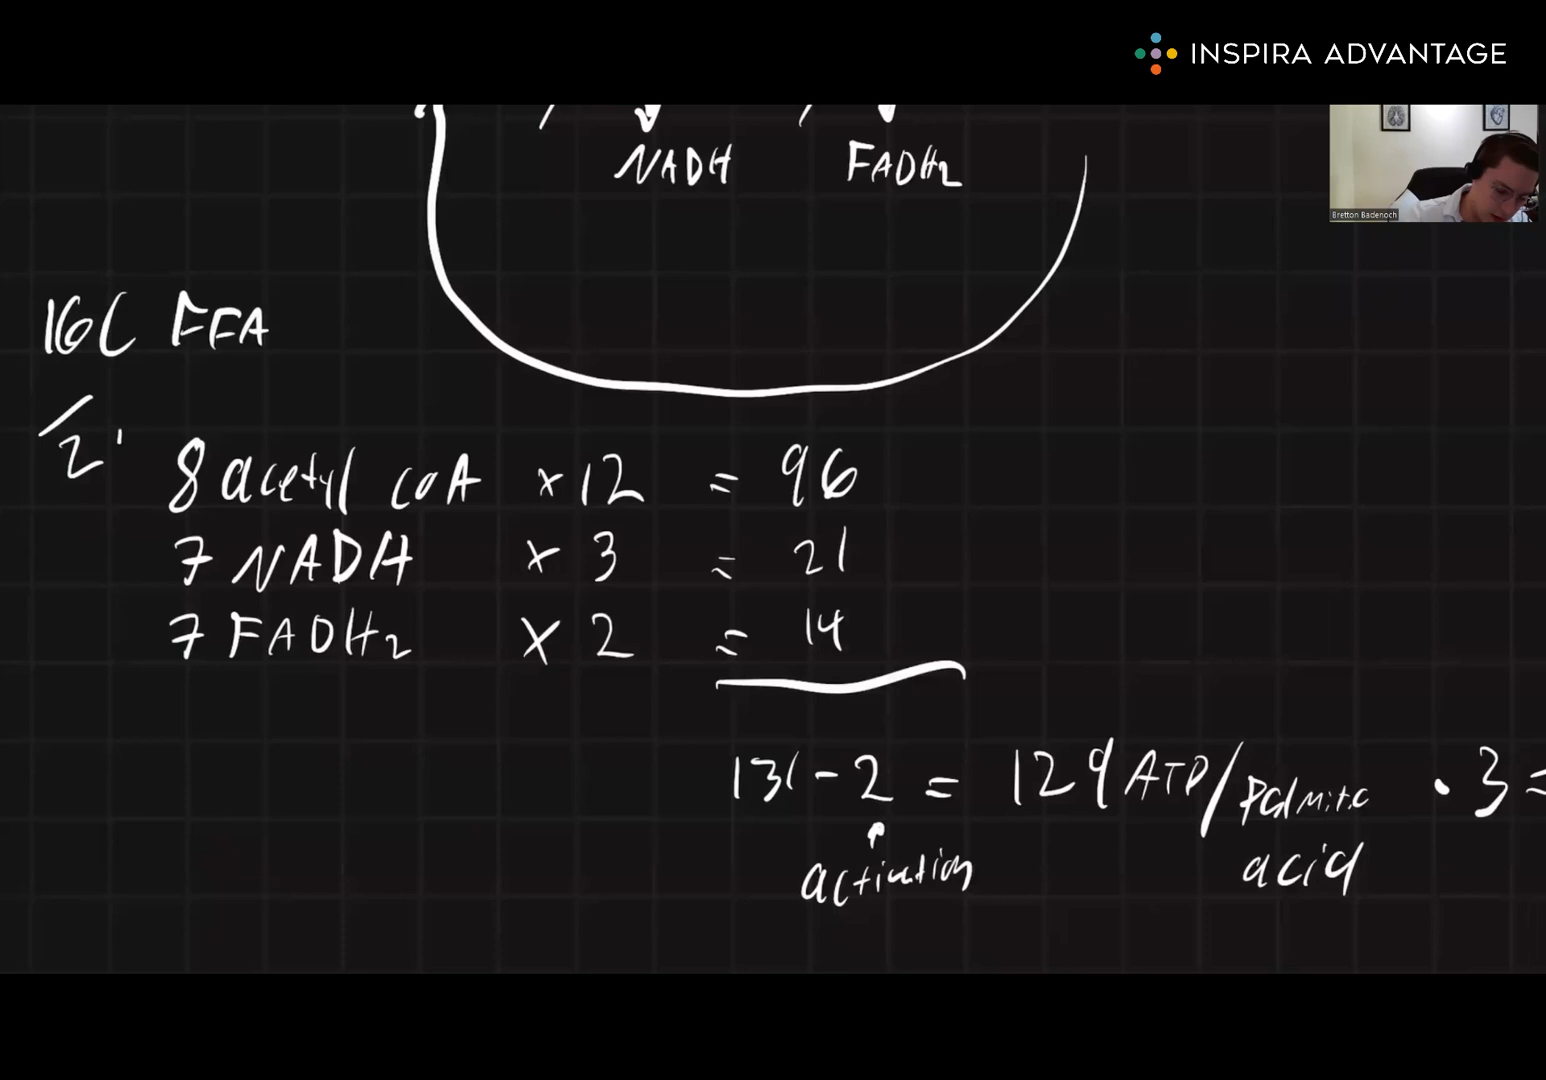 INSPIRA ADVANTAGE
NADH FADH2
Bretton Badenoch
16C FFA
/2
8 acetyl CoA × 12 = 96
7 NADH × 3 = 21
7 FADH2 × 2 = 14
131 - 2 = 129 ATP/Palmitic acid · 3 =
activation